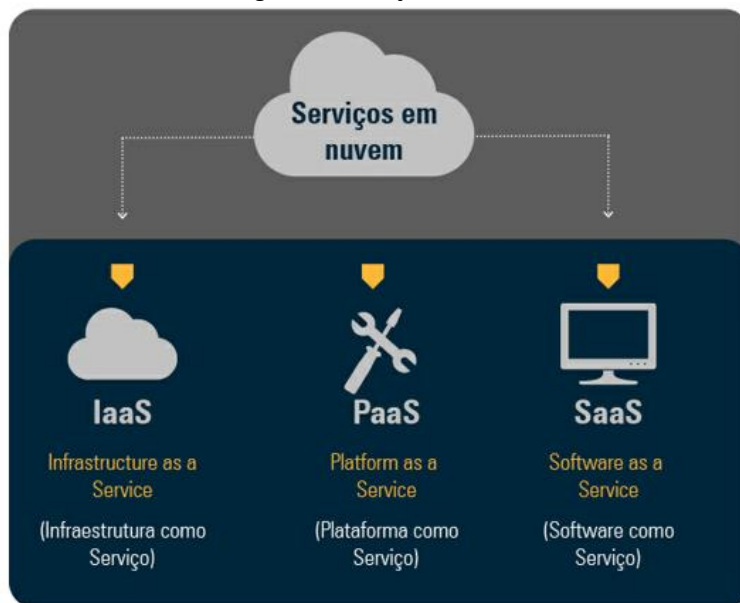 Serviços em
nuvem
IaaS
Infrastructure as a
Service
(Infraestrutura como
Serviço)
PaaS
Platform as a
Service
(Plataforma como
Serviço)
SaaS
Software as a
Service
(Software como
Serviço)